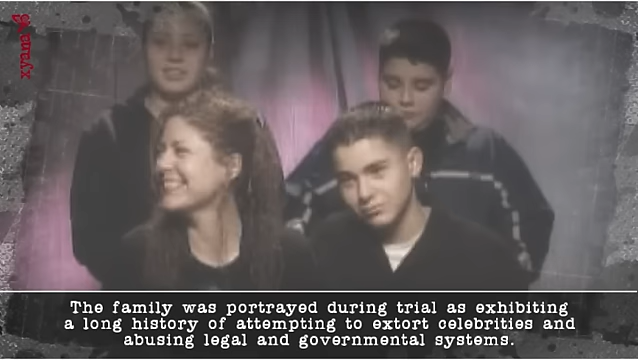 xyana
The family was portrayed during trial as exhibiting
a long history of attempting to extort celebrities and
abusing legal and governmental systems.